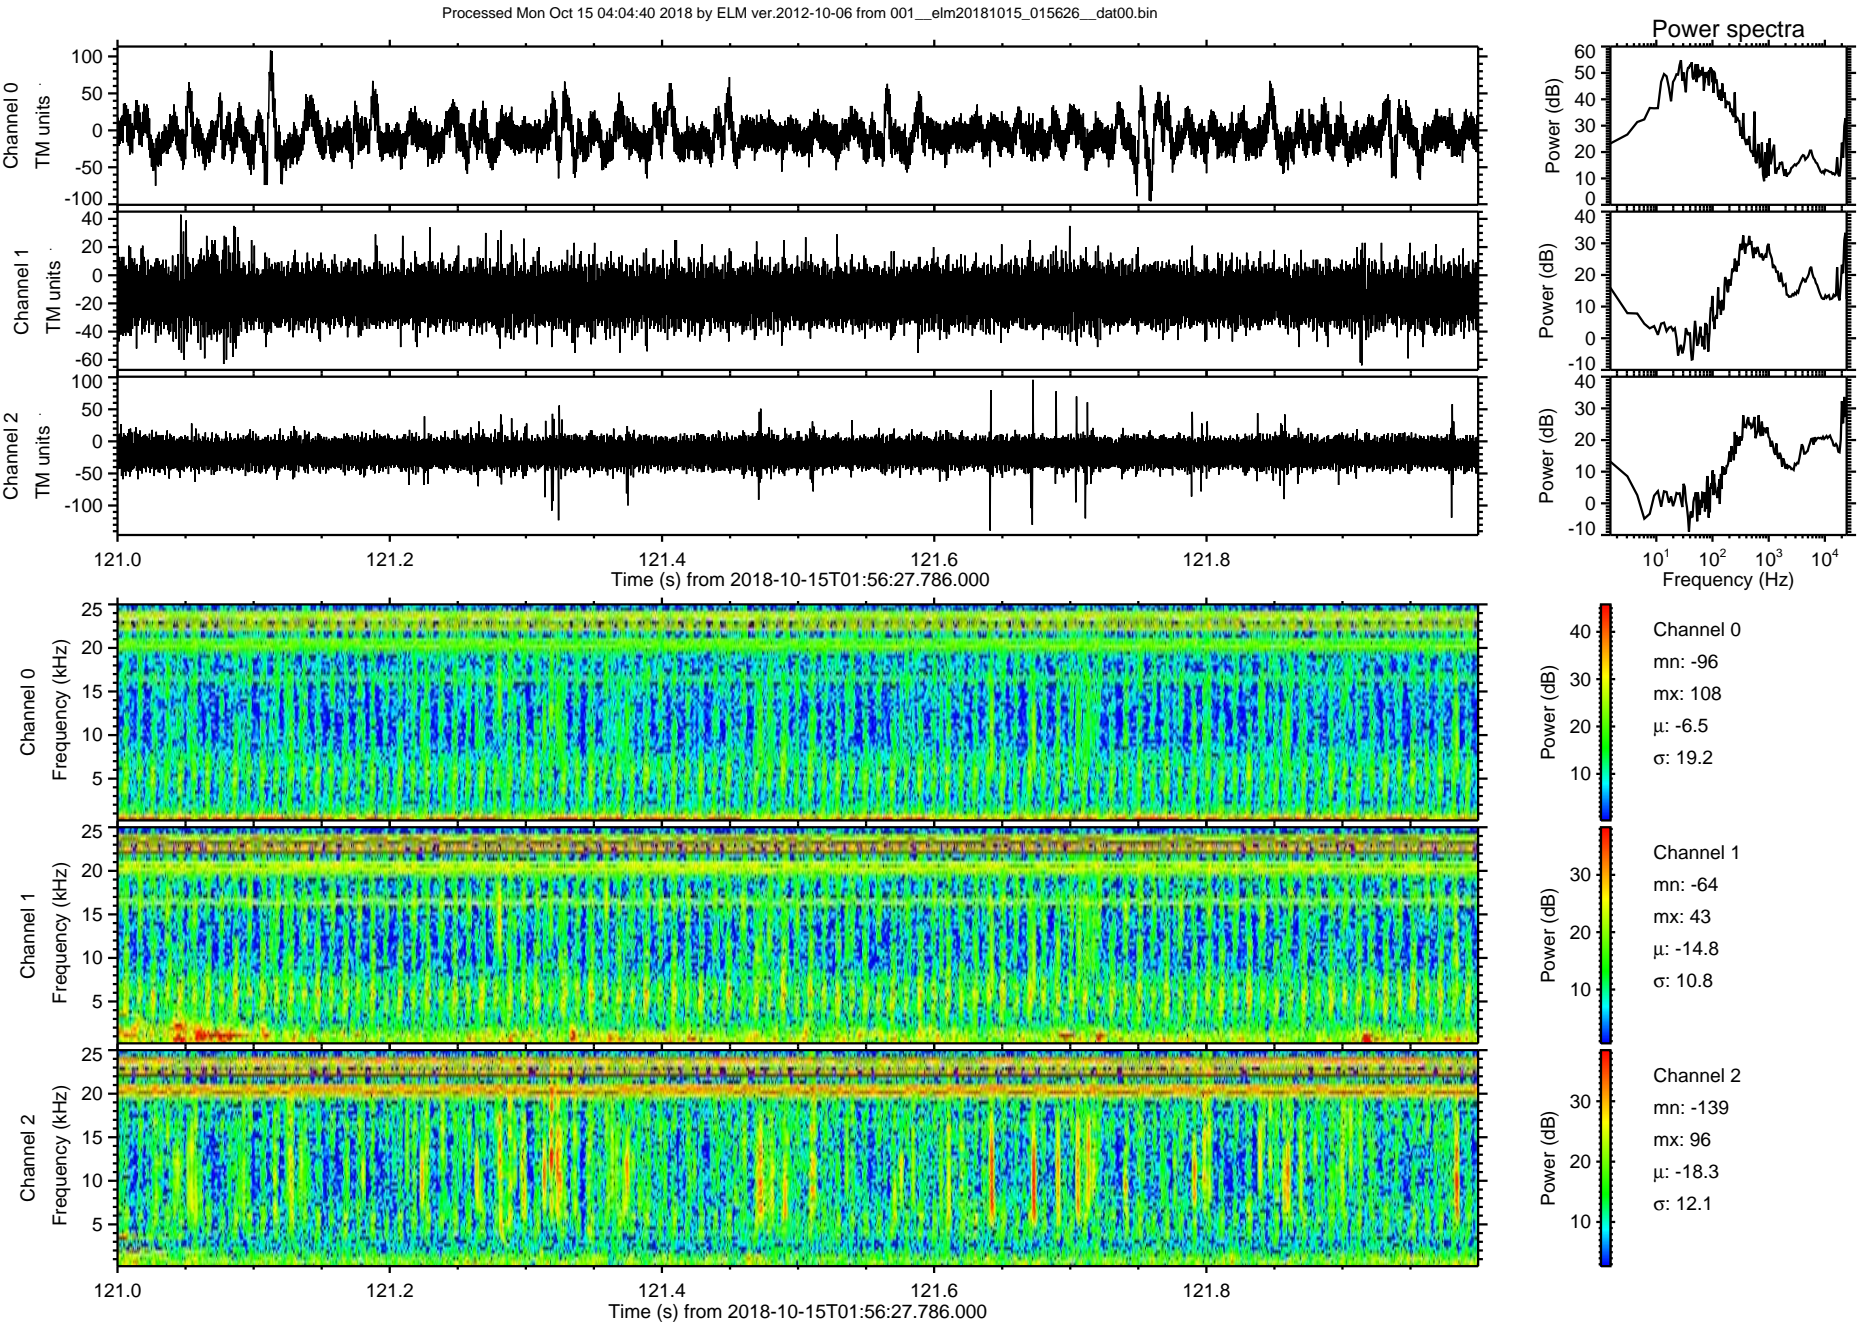 Processed Mon Oct 15 04:04:40 2018 by ELM ver.2012-10-06 from 001__elm20181015_015626__dat00.bin
Power spectra
Channel 0
TM units
100
50
0
-50
-100
Power (dB)
60
50
40
30
20
10
0
Channel 1
TM units
40
20
0
-20
-40
-60
Power (dB)
40
30
20
10
0
-10
Channel 2
TM units
100
50
0
-50
-100
Power (dB)
40
30
20
10
0
-10
121.0 121.2 121.4 121.6 121.8
Time (s) from 2018-10-15T01:56:27.786.000
10¹ 10² 10³ 10⁴
Frequency (Hz)
Channel 0
Frequency (kHz)
25
20
15
10
5
Power (dB)
40
30
20
10
Channel 0
mn: -96
mx: 108
μ: -6.5
σ: 19.2
Channel 1
Frequency (kHz)
25
20
15
10
5
Power (dB)
30
20
10
Channel 1
mn: -64
mx: 43
μ: -14.8
σ: 10.8
Channel 2
Frequency (kHz)
25
20
15
10
5
Power (dB)
30
20
10
Channel 2
mn: -139
mx: 96
μ: -18.3
σ: 12.1
121.0 121.2 121.4 121.6 121.8
Time (s) from 2018-10-15T01:56:27.786.000